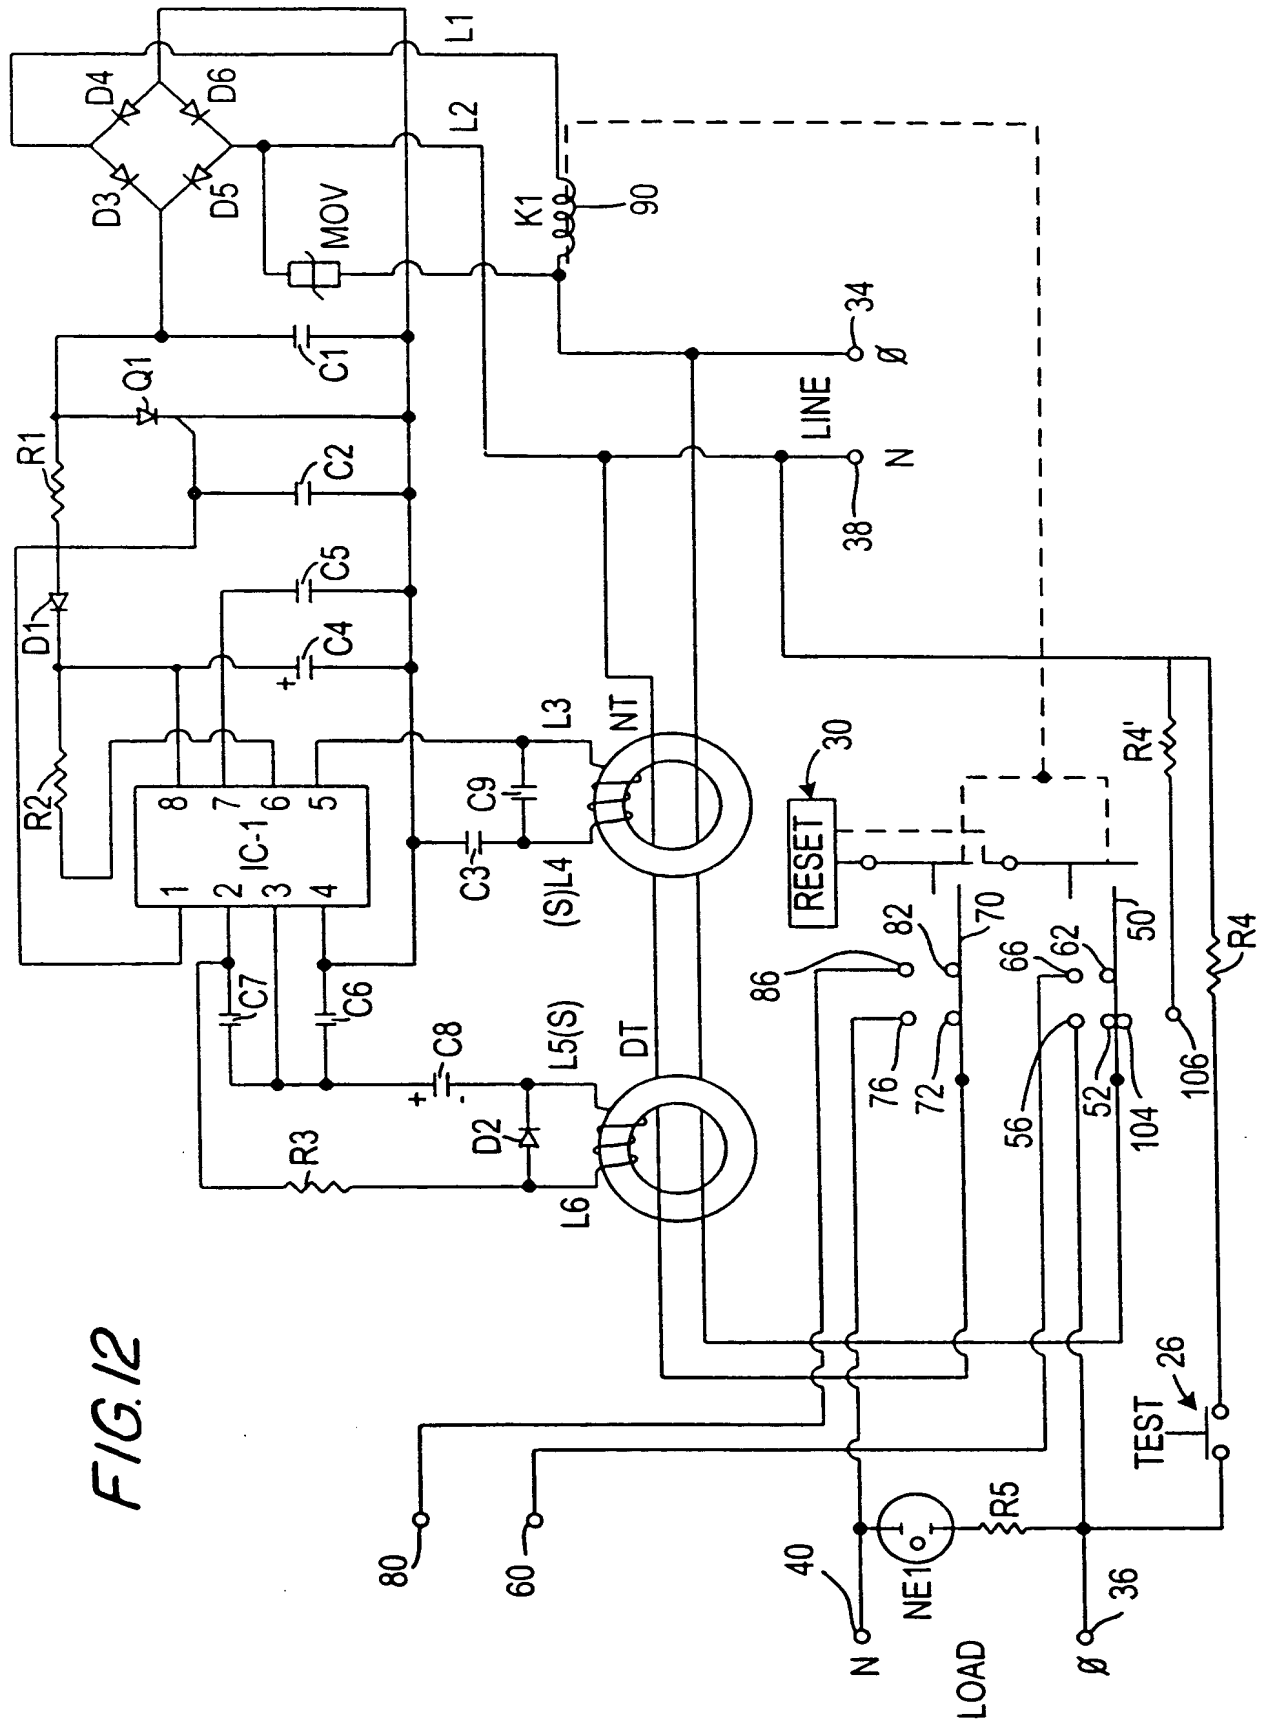 FIG.12
L1
D4
D6
L2
D3
D5
MOV
K1
90
C1
Q1
34
Ø
LINE
R1
C2
N
38
D1
C5
C4
+
R2
8
7
6
5
IC-1
1
2
3
4
L3
NT
C9
C3
(S)L4
30
RESET
R4'
C7
C6
C8
+
-
L5(S)
DT
D2
R3
L6
86
82
70
66
62
50'
R4
76
72
56
52
104
106
26
TEST
80
60
40
N
NE1
R5
LOAD
36
Ø